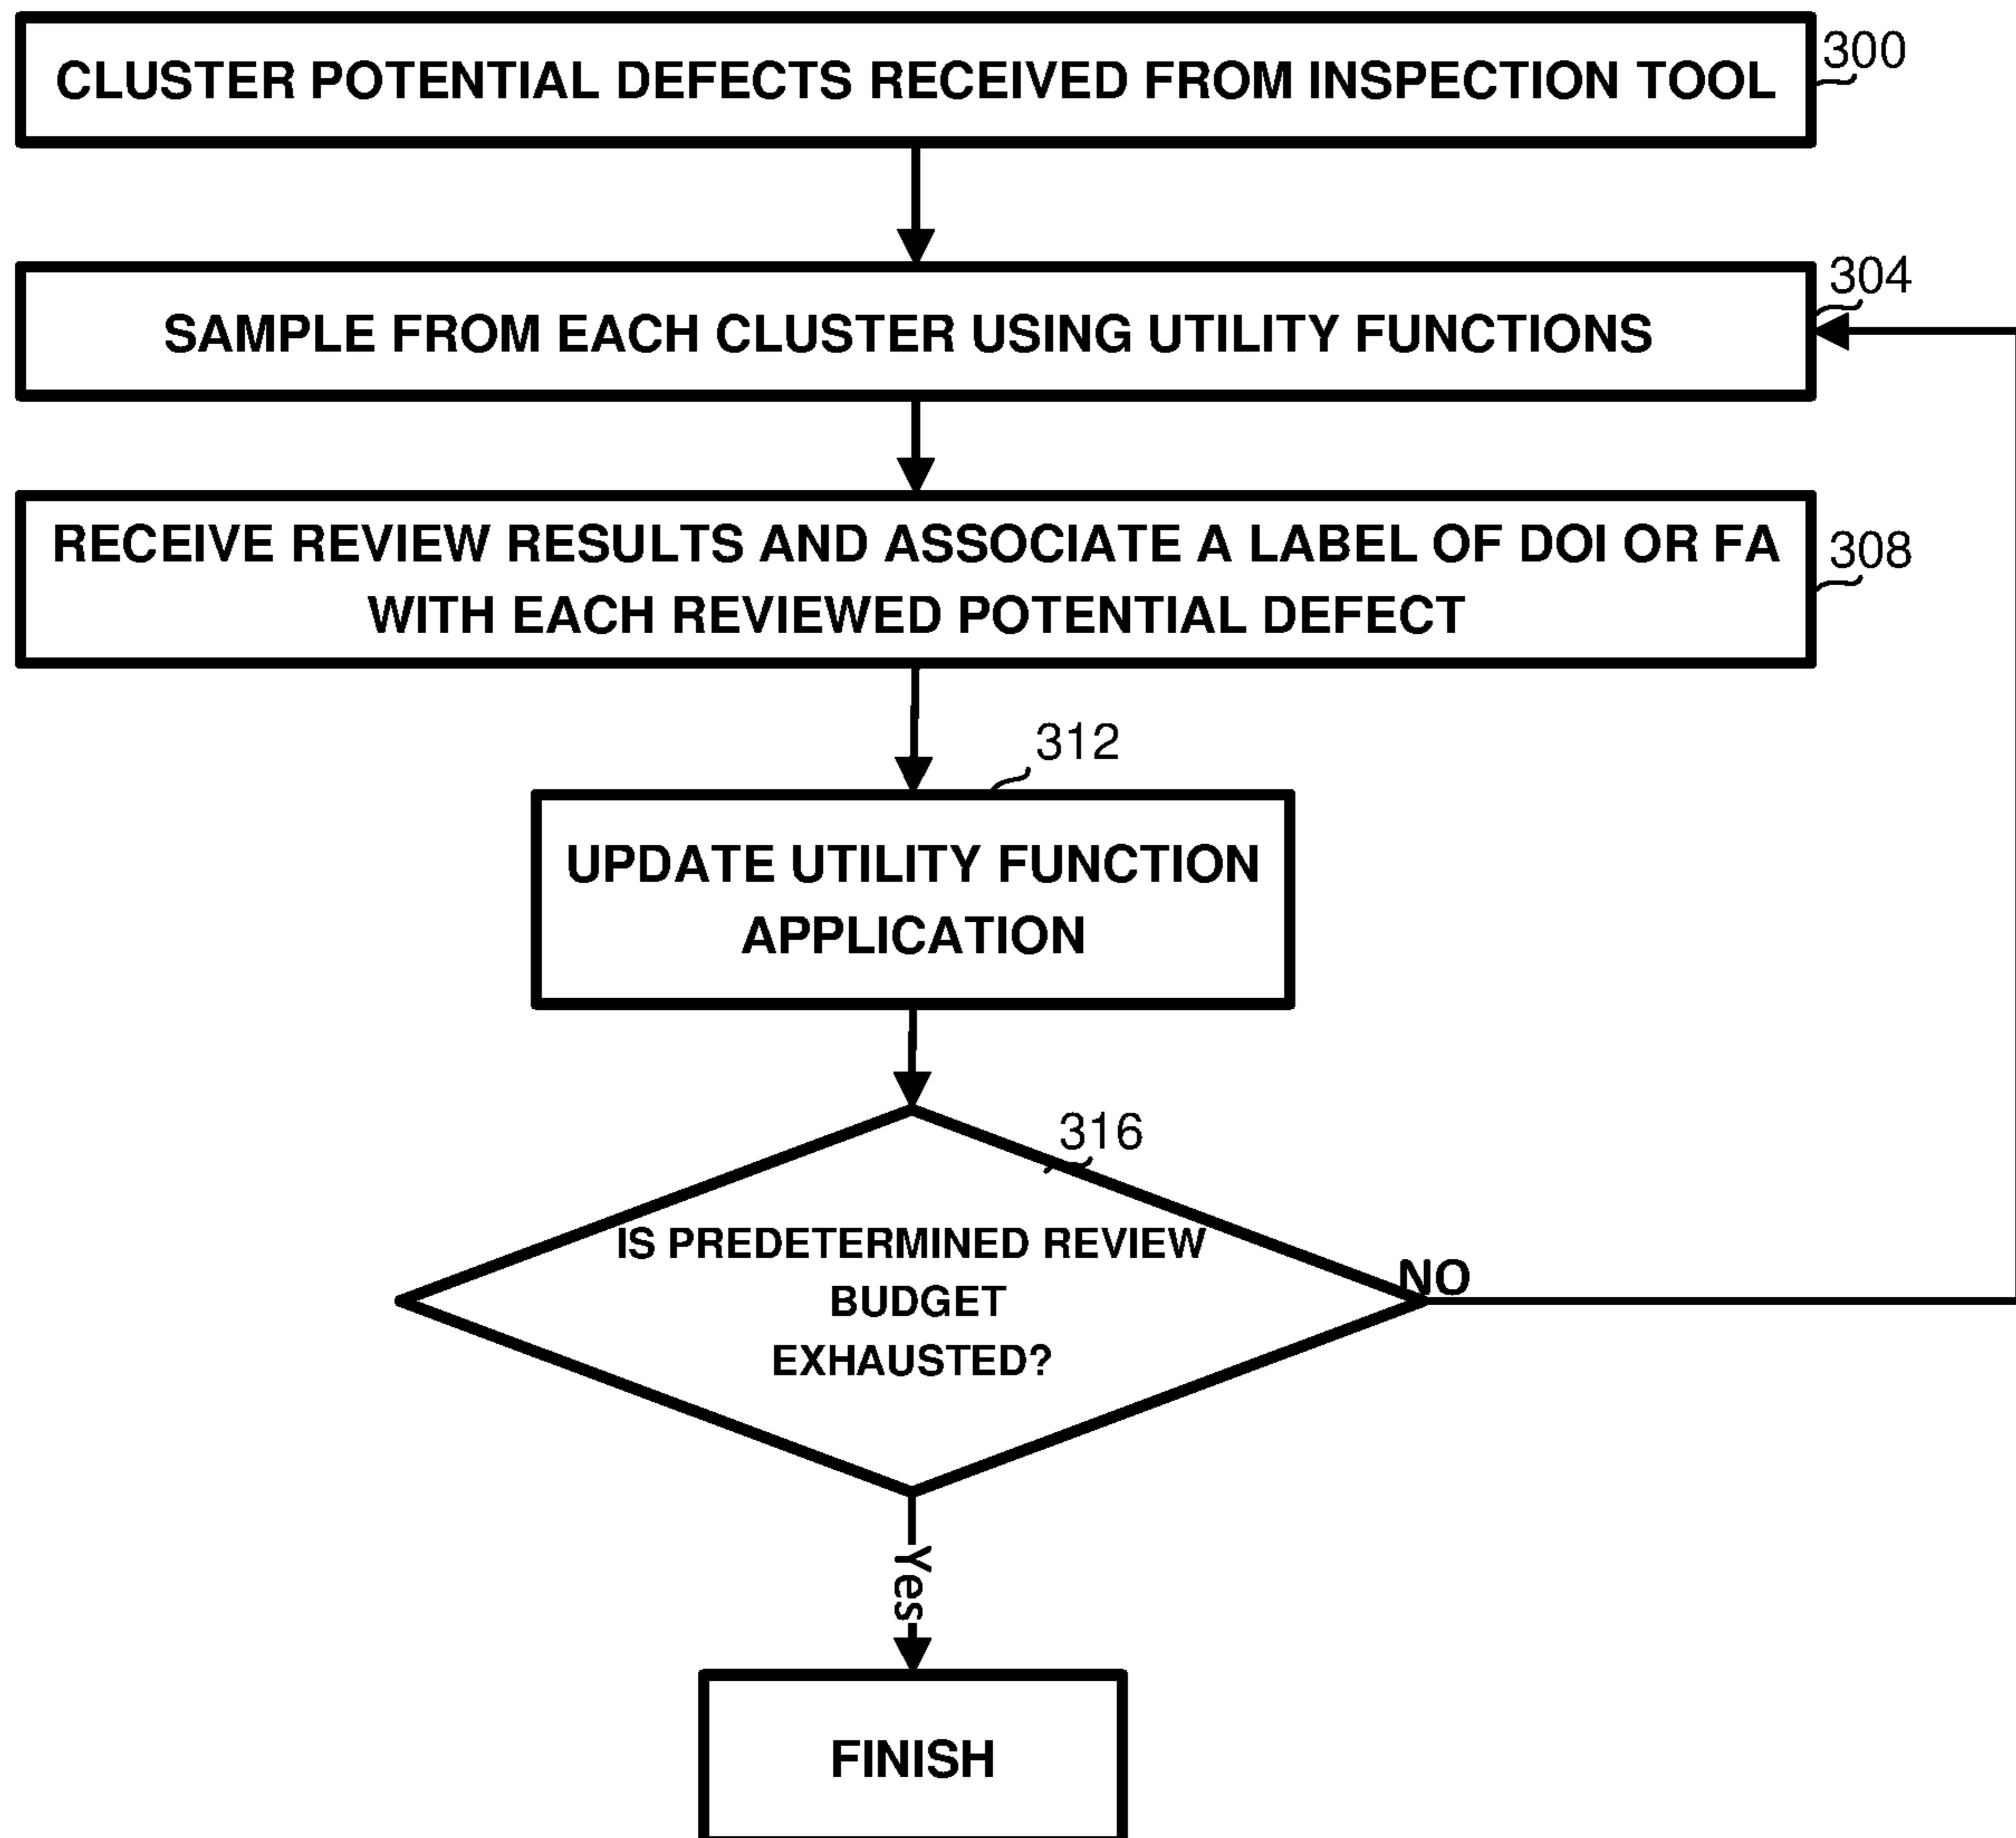 CLUSTER POTENTIAL DEFECTS RECEIVED FROM INSPECTION TOOL
300
304
SAMPLE FROM EACH CLUSTER USING UTILITY FUNCTIONS
RECEIVE REVIEW RESULTS AND ASSOCIATE A LABEL OF DOI OR FA
WITH EACH REVIEWED POTENTIAL DEFECT
308
312
UPDATE UTILITY FUNCTION
APPLICATION
316
IS PREDETERMINED REVIEW
BUDGET
EXHAUSTED?
NO
Yes
FINISH